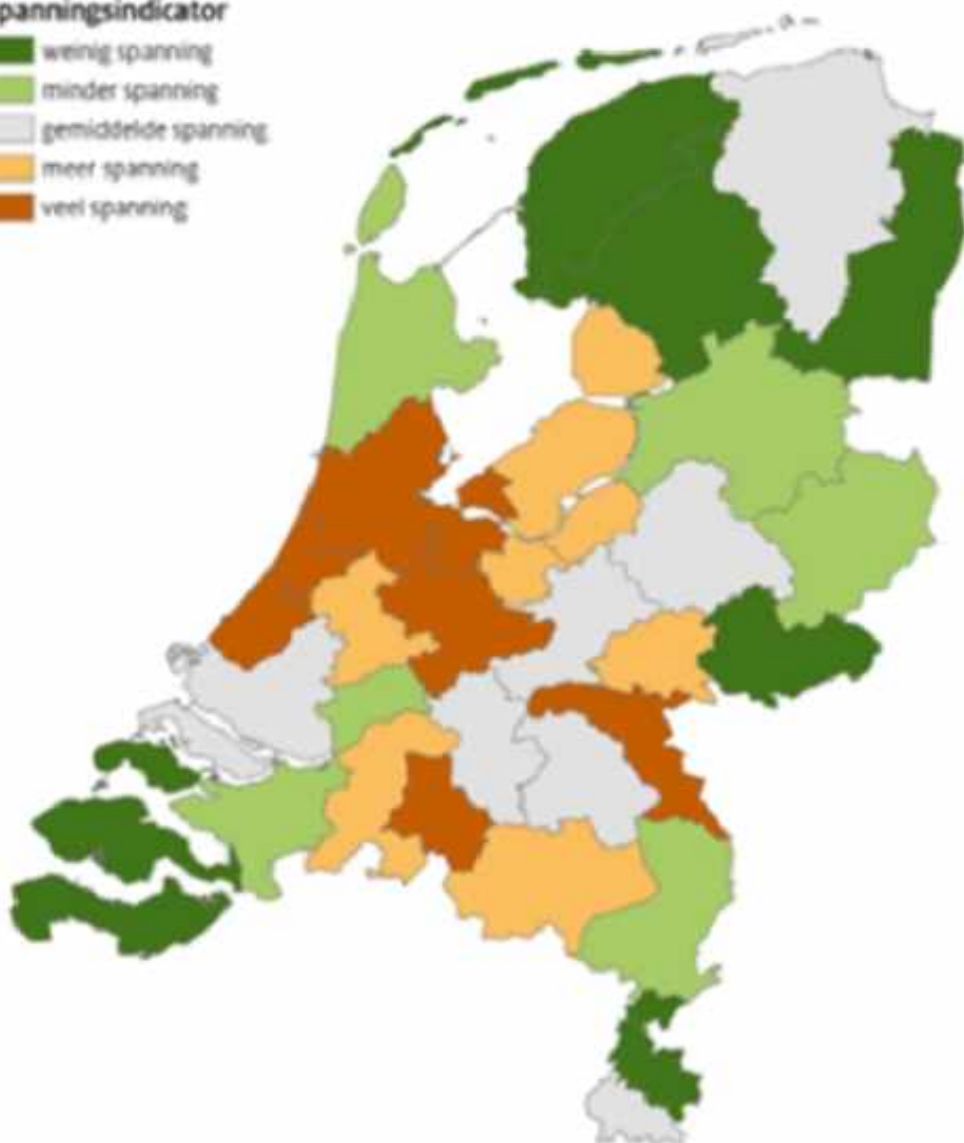 panningsindicator
weinig spanning
minder spanning
gemiddelde spanning
meer spanning
veel spanning